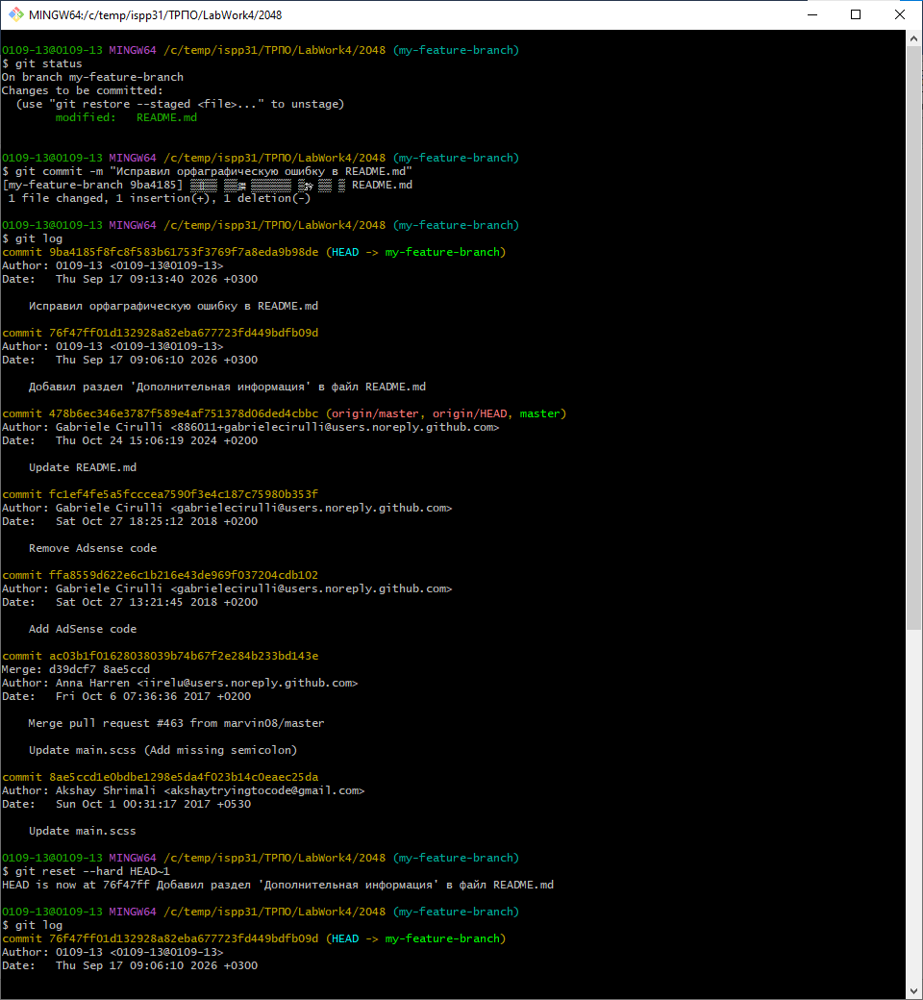 MINGW64:/c/temp/ispp31/ТРПО/LabWork4/2048
0109-13@0109-13 MINGW64 /c/temp/ispp31/ТРПО/LabWork4/2048 (my-feature-branch)
$ git status
On branch my-feature-branch
Changes to be committed:
(use "git restore --staged <file>..." to unstage)
modified: README.md
0109-13@0109-13 MINGW64 /c/temp/ispp31/ТРПО/LabWork4/2048 (my-feature-branch)
$ git commit -m "Исправил орфаграфическую ошибку в README.md"
[my-feature-branch 9ba4185] README.md
1 file changed, 1 insertion(+), 1 deletion(-)
0109-13@0109-13 MINGW64 /c/temp/ispp31/ТРПО/LabWork4/2048 (my-feature-branch)
$ git log
commit 9ba4185f8fc8f583b61753f3769f7a8eda9b98de (HEAD -> my-feature-branch)
Author: 0109-13 <0109-13@0109-13>
Date: Thu Sep 17 09:13:40 2026 +0300
Исправил орфаграфическую ошибку в README.md
commit 76f47ff01d132928a82eba677723fd449bdfb09d
Author: 0109-13 <0109-13@0109-13>
Date: Thu Sep 17 09:06:10 2026 +0300
Добавил раздел 'Дополнительная информация' в файл README.md
commit 478b6ec346e3787f589e4af751378d06ded4cbbc (origin/master, origin/HEAD, master)
Author: Gabriele Cirulli <886011+gabrielecirulli@users.noreply.github.com>
Date: Thu Oct 24 15:06:19 2024 +0200
Update README.md
commit fc1ef4fe5a5fcccea7590f3e4c187c75980b353f
Author: Gabriele Cirulli <gabrielecirulli@users.noreply.github.com>
Date: Sat Oct 27 18:25:12 2018 +0200
Remove Adsense code
commit ffa8559d622e6c1b216e43de969f037204cdb102
Author: Gabriele Cirulli <gabrielecirulli@users.noreply.github.com>
Date: Sat Oct 27 13:21:45 2018 +0200
Add AdSense code
commit ac03b1f01628038039b74b67f2e284b233bd143e
Merge: d39dcf7 8ae5ccd
Author: Anna Harren <iirelu@users.noreply.github.com>
Date: Fri Oct 6 07:36:36 2017 +0200
Merge pull request #463 from marvin08/master
Update main.scss (Add missing semicolon)
commit 8ae5ccd1e0bdbe1298e5da4f023b14c0eaec25da
Author: Akshay Shrimali <akshaytryingtocode@gmail.com>
Date: Sun Oct 1 00:31:17 2017 +0530
Update main.scss
0109-13@0109-13 MINGW64 /c/temp/ispp31/ТРПО/LabWork4/2048 (my-feature-branch)
$ git reset --hard HEAD~1
HEAD is now at 76f47ff Добавил раздел 'Дополнительная информация' в файл README.md
0109-13@0109-13 MINGW64 /c/temp/ispp31/ТРПО/LabWork4/2048 (my-feature-branch)
$ git log
commit 76f47ff01d132928a82eba677723fd449bdfb09d (HEAD -> my-feature-branch)
Author: 0109-13 <0109-13@0109-13>
Date: Thu Sep 17 09:06:10 2026 +0300